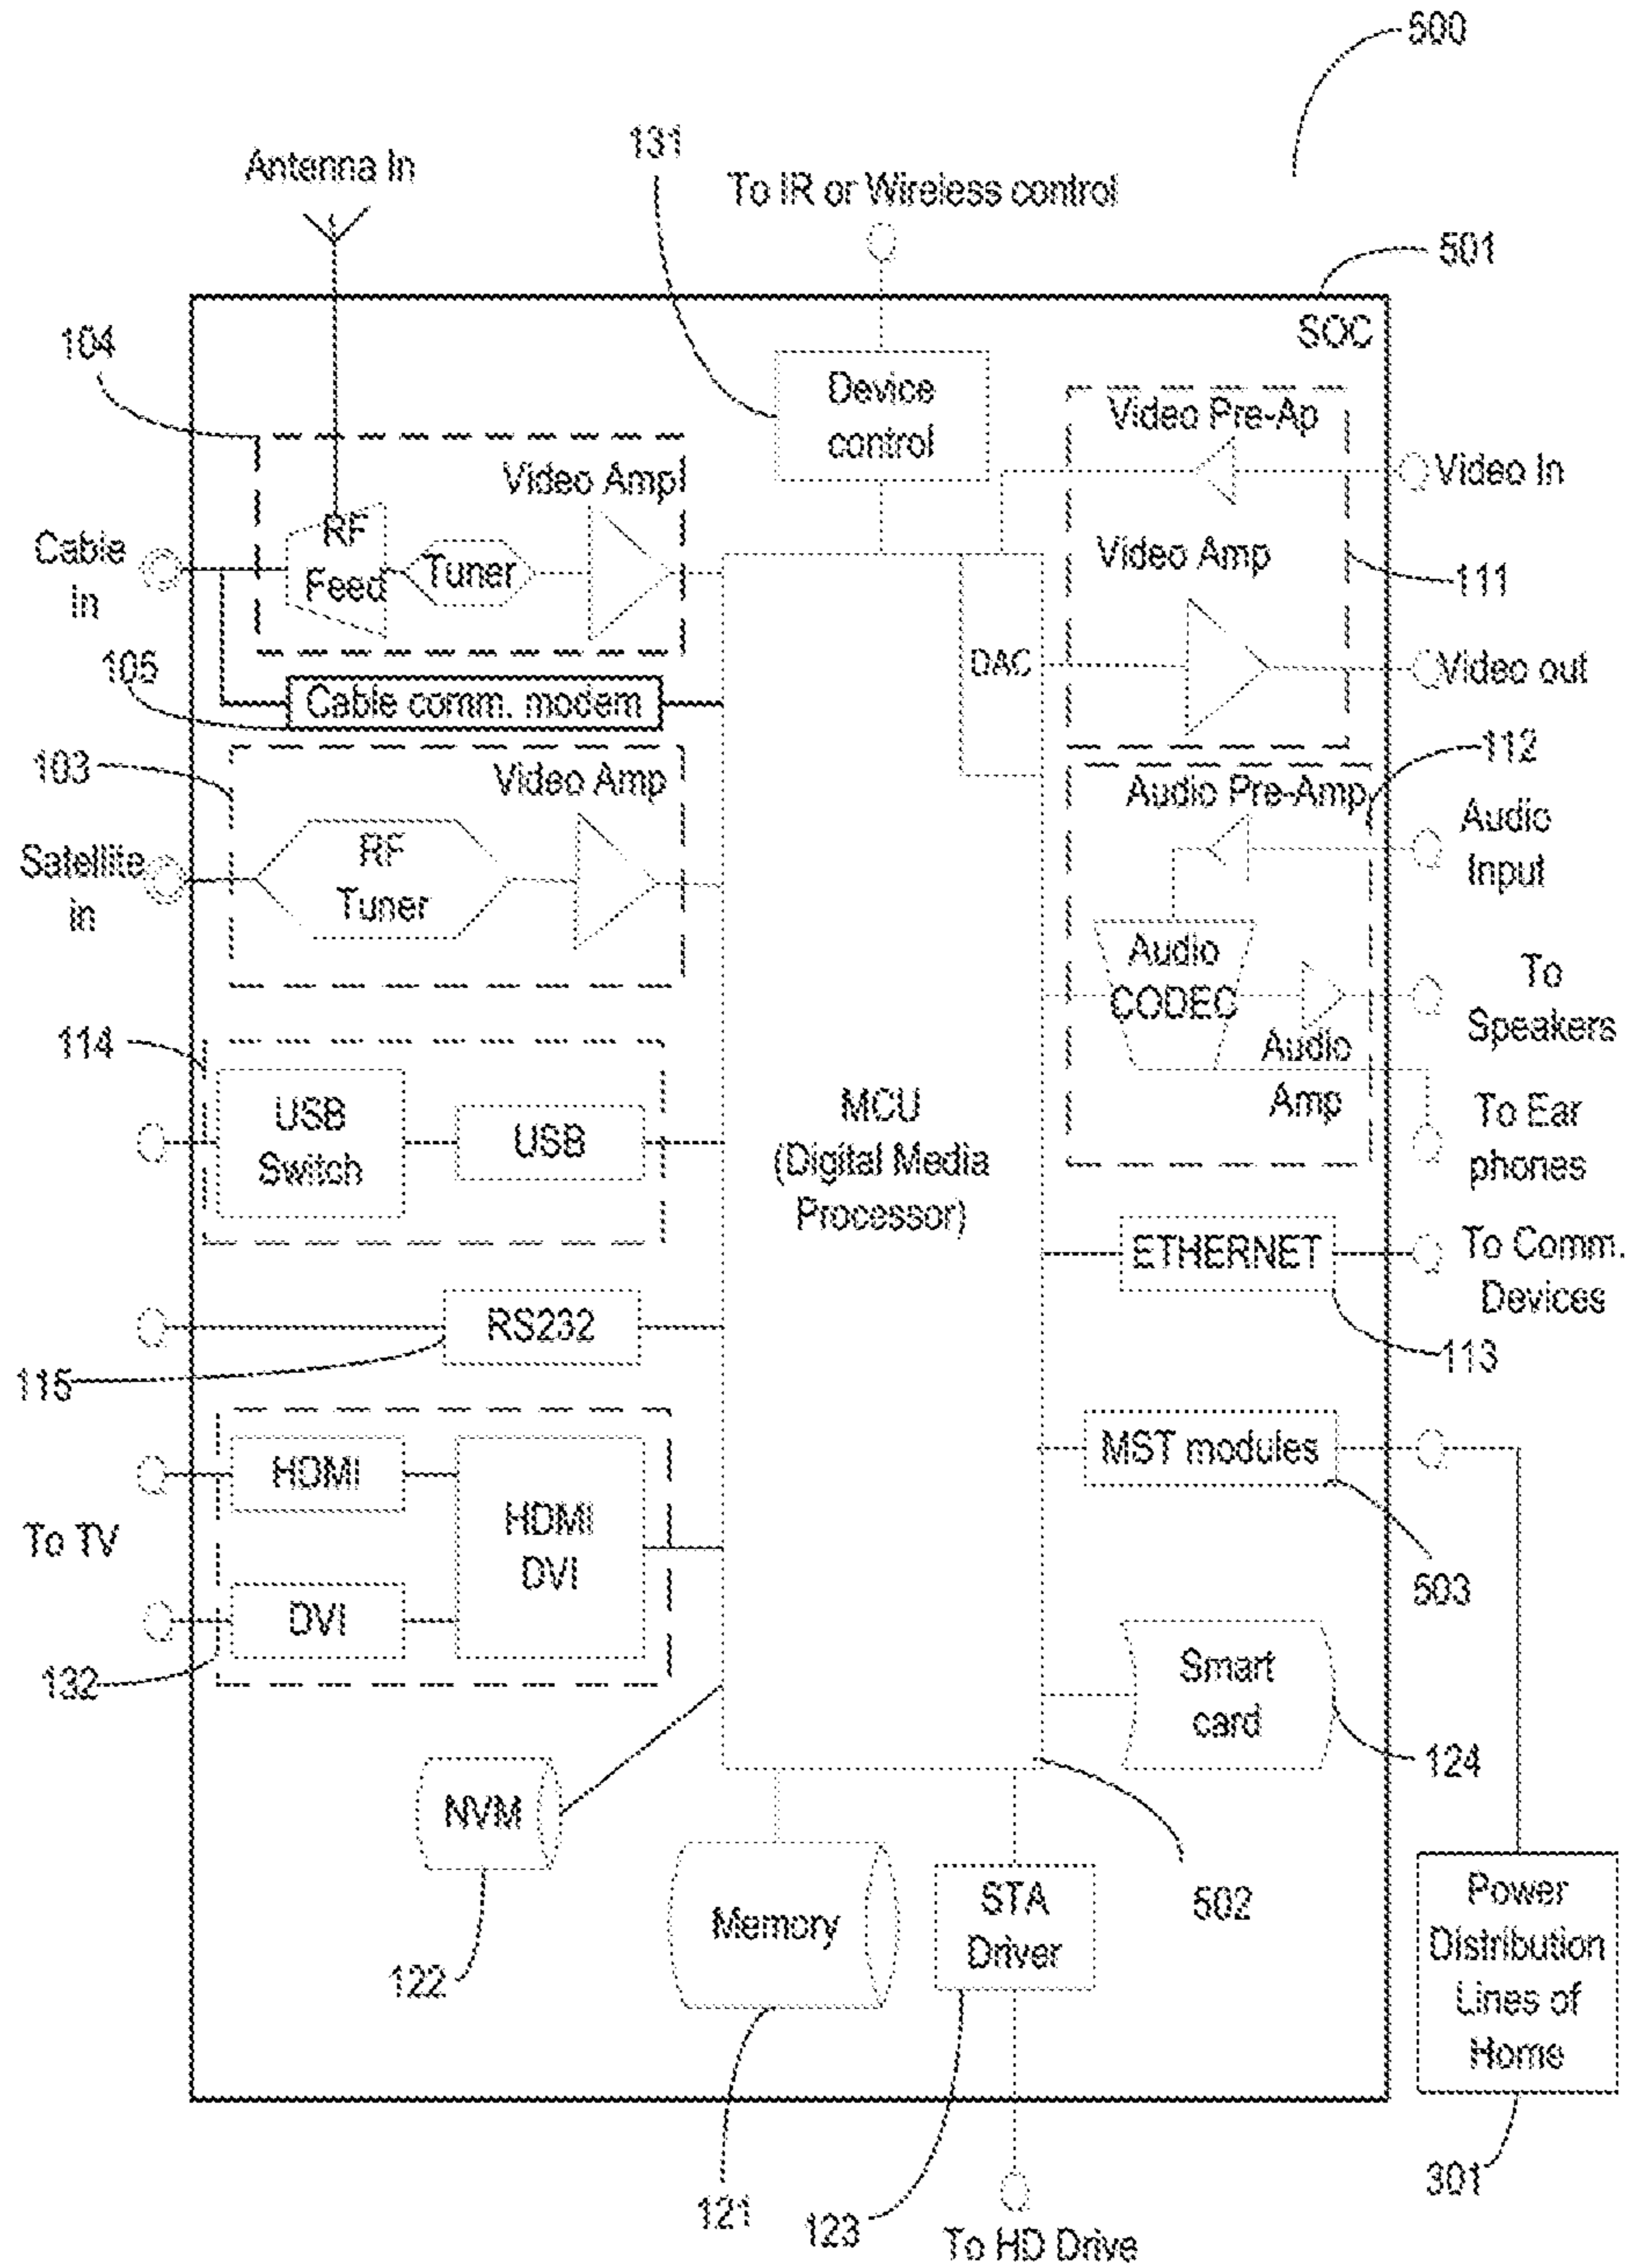 500
131
Antenna In
To IR or Wireless control
501
SOC
104
Device
control
Video Pre-Ap
Video In
Video Amp
RF
Feed
Tuner
Cable
In
Video Amp
111
DAC
Video out
105
Cable comm. modem
103
Video Amp
112
Audio Pre-Amp
Audio
Input
RF
Tuner
Satellite
in
Audio
CODEC
To
Speakers
Audio
Amp
114
USB
Switch
USB
MCU
(Digital Media
Processor)
To Ear
phones
ETHERNET
To Comm.
Devices
RS232
115
113
HDMI
MST modules
To TV
HDMI
DVI
DVI
503
132
Smart
card
124
NVM
Memory
STA
Driver
502
Power
Distribution
Lines of
Home
122
301
121
123
To HD Drive